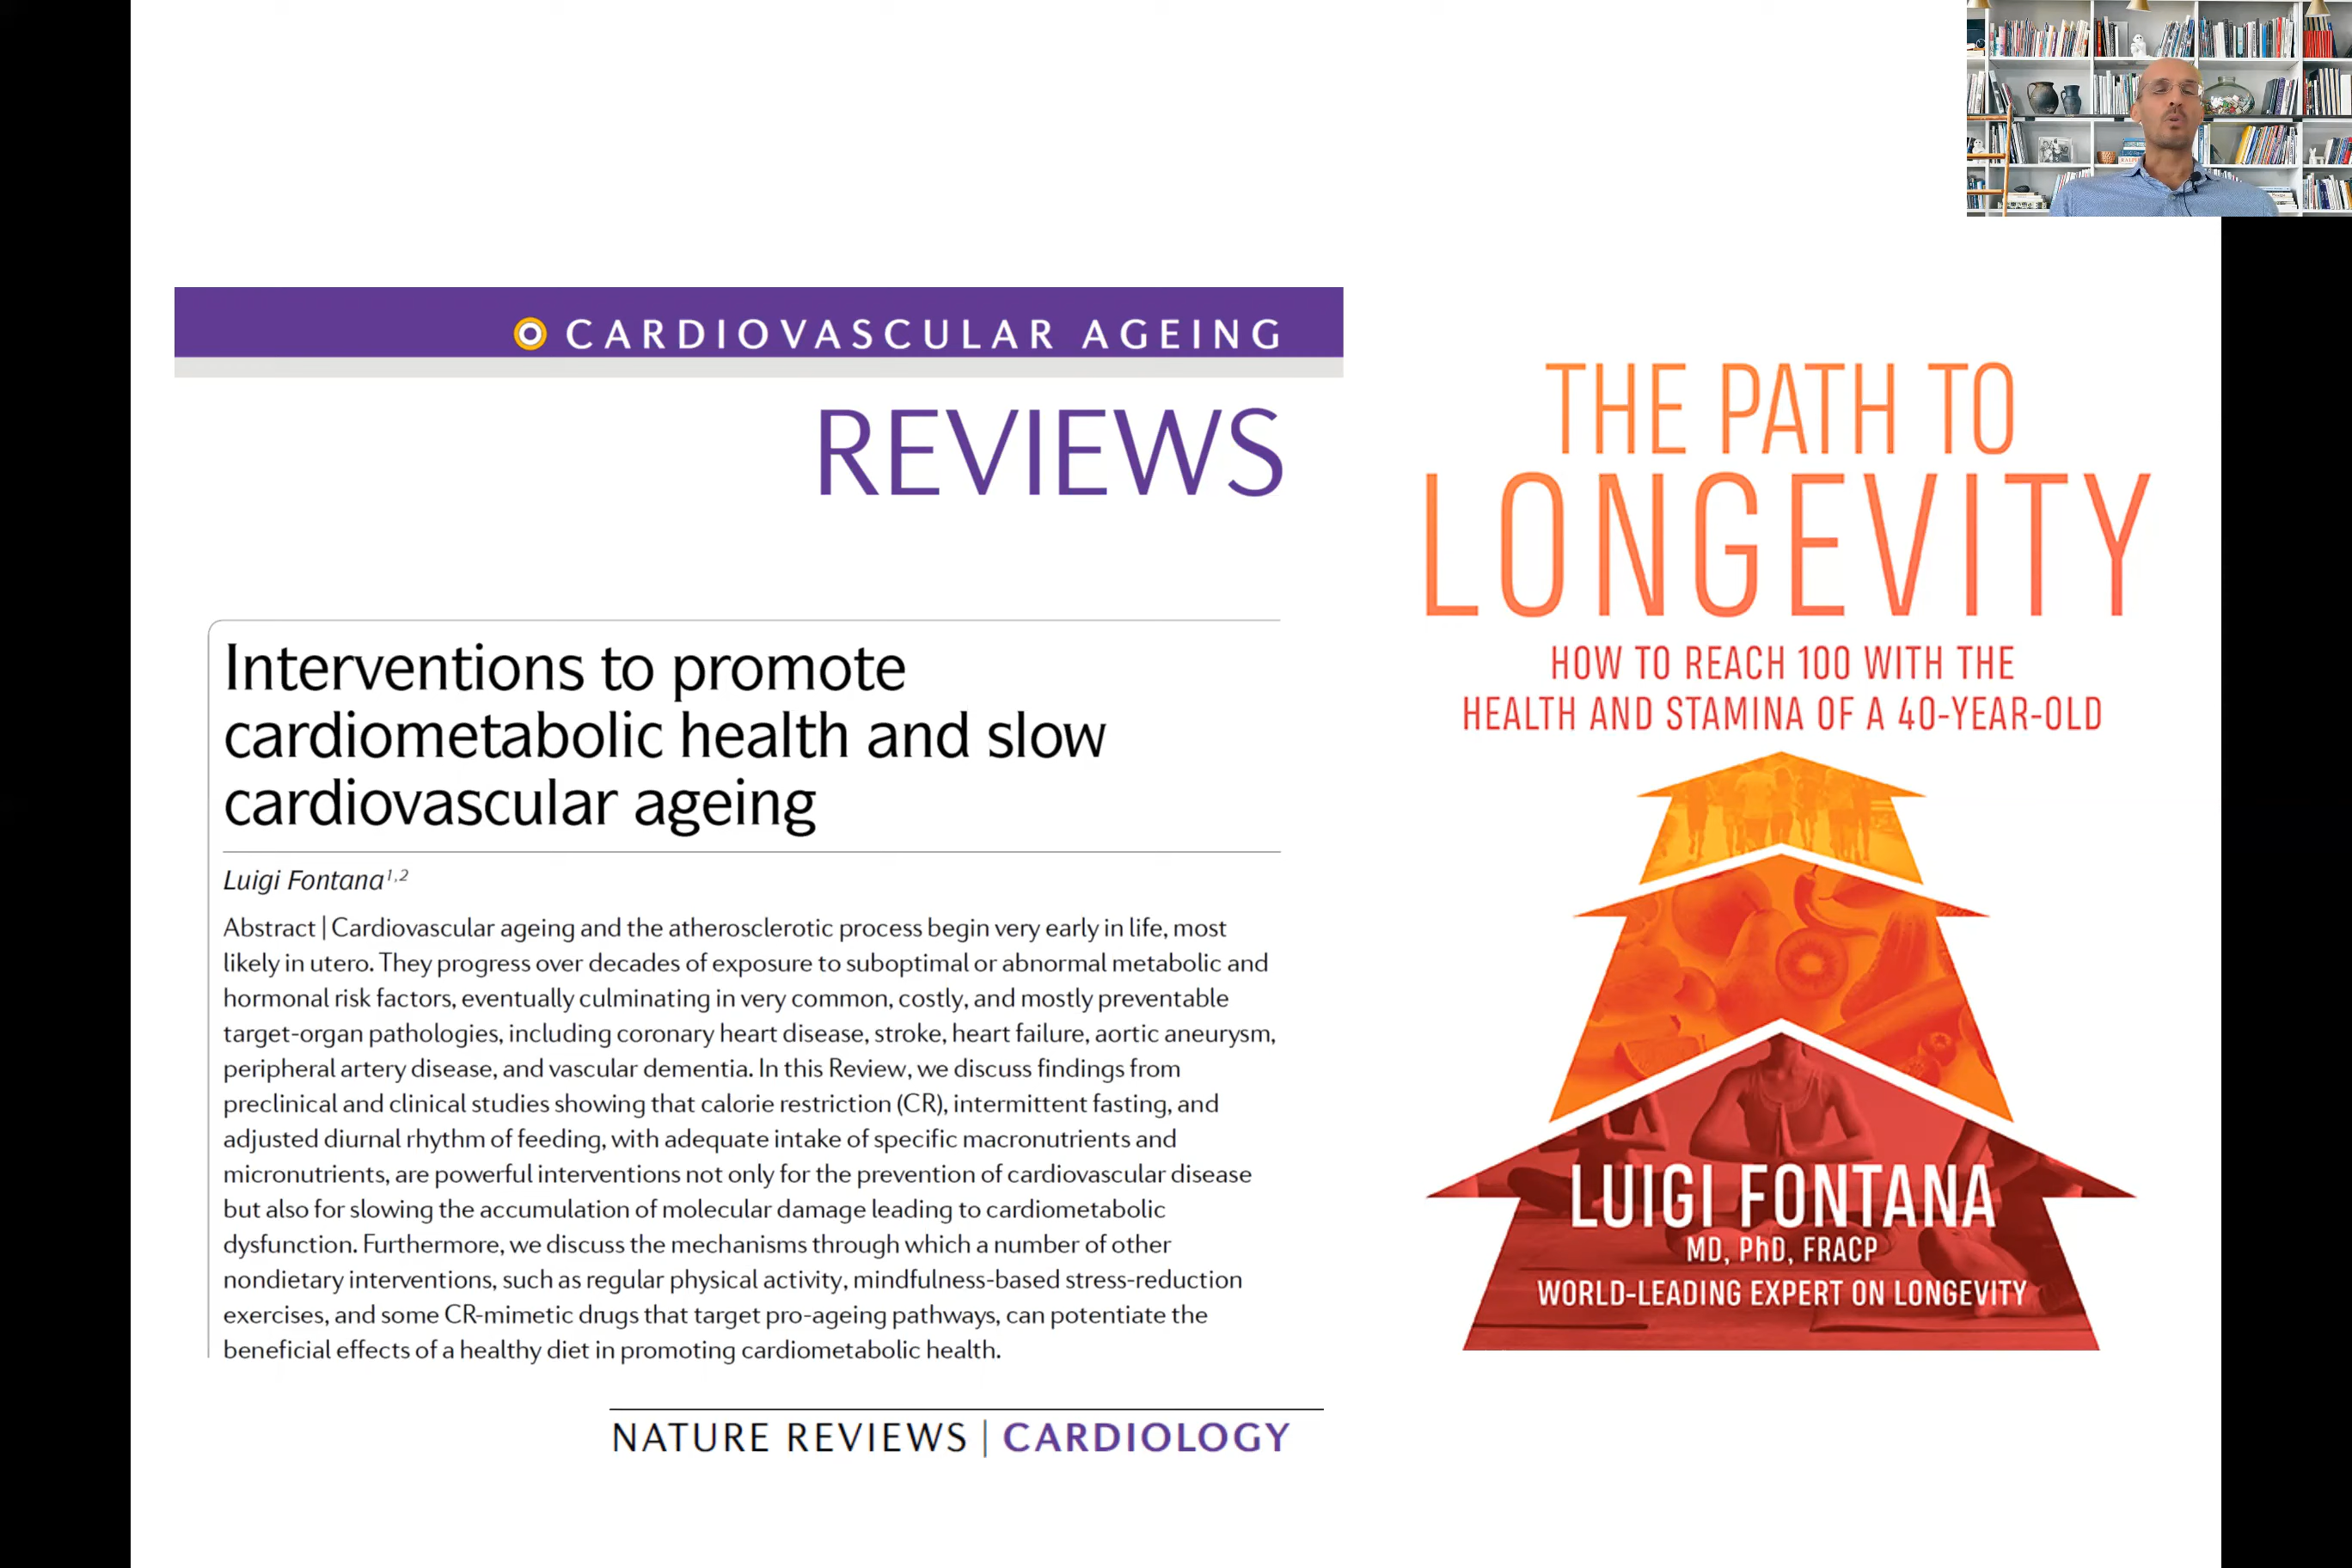 CARDIOVASCULAR AGEING
REVIEWS
Interventions to promote
cardiometabolic health and slow
cardiovascular ageing
Luigi Fontana1,2
Abstract | Cardiovascular ageing and the atherosclerotic process begin very early in life, most
likely in utero. They progress over decades of exposure to suboptimal or abnormal metabolic and
hormonal risk factors, eventually culminating in very common, costly, and mostly preventable
target-organ pathologies, including coronary heart disease, stroke, heart failure, aortic aneurysm,
peripheral artery disease, and vascular dementia. In this Review, we discuss findings from
preclinical and clinical studies showing that calorie restriction (CR), intermittent fasting, and
adjusted diurnal rhythm of feeding, with adequate intake of specific macronutrients and
micronutrients, are powerful interventions not only for the prevention of cardiovascular disease
but also for slowing the accumulation of molecular damage leading to cardiometabolic
dysfunction. Furthermore, we discuss the mechanisms through which a number of other
nondietary interventions, such as regular physical activity, mindfulness-based stress-reduction
exercises, and some CR-mimetic drugs that target pro-ageing pathways, can potentiate the
beneficial effects of a healthy diet in promoting cardiometabolic health.
NATURE REVIEWS | CARDIOLOGY
THE PATH TO
LONGEVITY
HOW TO REACH 100 WITH THE
HEALTH AND STAMINA OF A 40-YEAR-OLD
LUIGI FONTANA
MD, PhD, FRACP
WORLD-LEADING EXPERT ON LONGEVITY